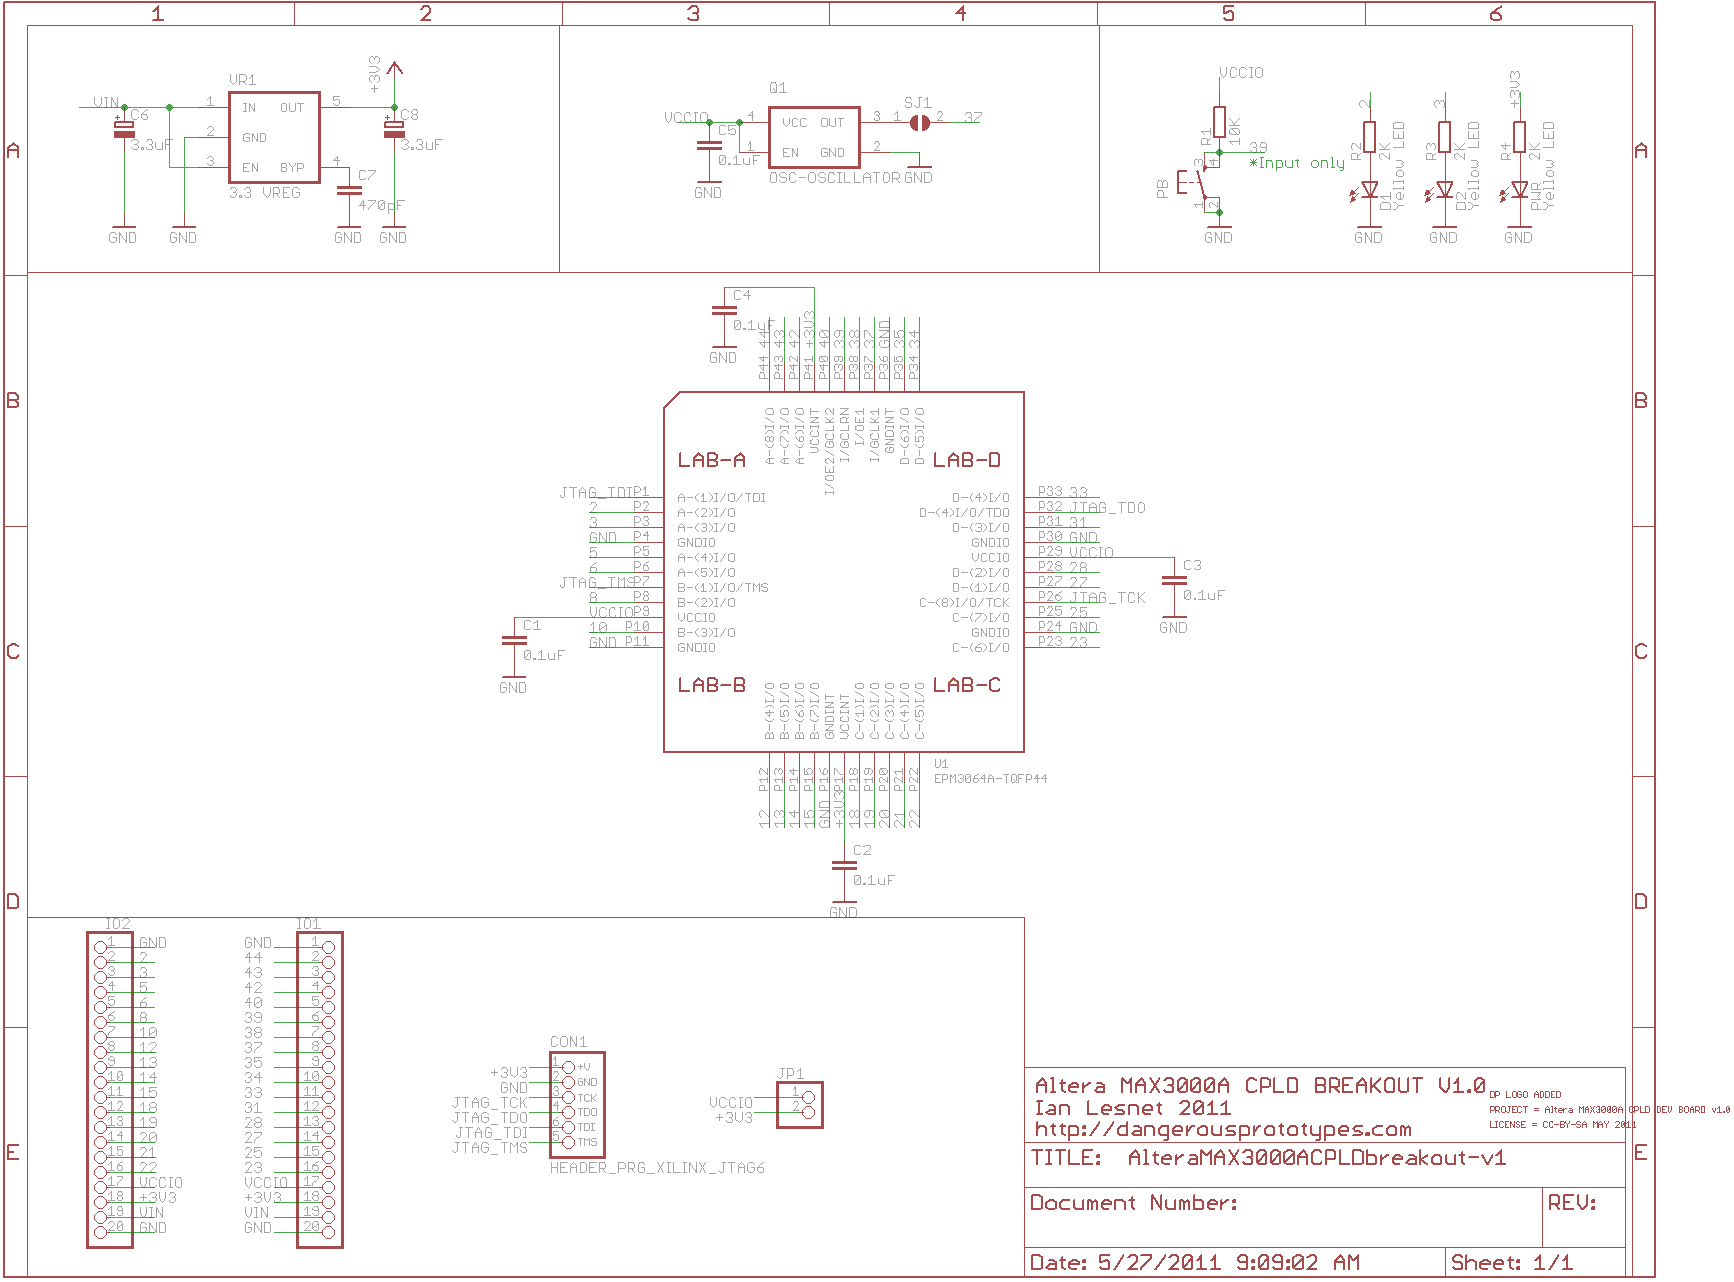 1 2 3 4 5 6
A
A
B
B
C
C
D
D
E
E
VR1
+3V3
VIN
1 IN OUT 5
2 GND
3 EN BYP 4
3.3 VREG
C6
3.3uF
C8
3.3uF
C7
470pF
GND GND GND GND
Q1
VCCIO
4 VCC OUT 3
1 EN GND 2
SJ1
1 2 37
C5
0.1uF
OSC-OSCILLATOR
GND
GND
VCCIO
R1
10K
39
*Input only
PB
3 4
1 2
GND
2
R2
2K
D1
Yellow LED
GND
3
R3
2K
D2
Yellow LED
GND
+3V3
R4
2K
PWR
Yellow LED
GND
C4
0.1uF
GND
P44 44
P43 43
P42 42
P41 +3V3
P40 40
P39 39
P38 38
P37 37
P36 GND
P35 35
P34 34
A-(8)I/O
A-(7)I/O
A-(6)I/O
VCCINT
I/OE2/GCLK2
I/GCLRN
I/OE1
I/GCLK1
GNDINT
D-(6)I/O
D-(5)I/O
LAB-A
LAB-D
JTAG_TDI P1 A-(1)I/O/TDI
2 P2 A-(2)I/O
3 P3 A-(3)I/O
GND P4 GNDIO
5 P5 A-(4)I/O
6 P6 A-(5)I/O
JTAG_TMS P7 B-(1)I/O/TMS
8 P8 B-(2)I/O
VCCIO P9 VCCIO
10 P10 B-(3)I/O
GND P11 GNDIO
D-(4)I/O P33 33
D-(4)I/O/TDO P32 JTAG_TDO
D-(3)I/O P31 31
GNDIO P30 GND
VCCIO P29 VCCIO
D-(2)I/O P28 28
D-(1)I/O P27 27
C-(8)I/O/TCK P26 JTAG_TCK
C-(7)I/O P25 25
GNDIO P24 GND
C-(6)I/O P23 23
C3
0.1uF
GND
C1
0.1uF
GND
LAB-B
LAB-C
B-(4)I/O
B-(5)I/O
B-(6)I/O
B-(7)I/O
GNDINT
VCCINT
C-(1)I/O
C-(2)I/O
C-(3)I/O
C-(4)I/O
C-(5)I/O
12 P12
13 P13
14 P14
15 P15
GND P16
+3V3 P17
18 P18
19 P19
20 P20
21 P21
22 P22
U1
EPM3064A-TQFP44
C2
0.1uF
GND
IO2
1 GND
2 2
3 3
4 5
5 6
6 8
7 10
8 12
9 13
10 14
11 15
12 18
13 19
14 20
15 21
16 22
17 VCCIO
18 +3V3
19 VIN
20 GND
IO1
GND 1
44 2
43 3
42 4
40 5
39 6
38 7
37 8
35 9
34 10
33 11
31 12
28 13
27 14
25 15
23 16
VCCIO 17
+3V3 18
VIN 19
GND 20
CON1
+3V3 1 +V
GND 2 GND
JTAG_TCK 3 TCK
JTAG_TDO 4 TDO
JTAG_TDI 6 TDI
JTAG_TMS 5 TMS
HEADER_PRG_XILINX_JTAG6
JP1
VCCIO 1
+3V3 2
Altera MAX3000A CPLD BREAKOUT V1.0
Ian Lesnet 2011
http://dangerousprototypes.com
DP LOGO ADDED
PROJECT = Altera MAX3000A CPLD DEV BOARD v1.0
LICENSE = CC-BY-SA MAY 2011
TITLE: AlteraMAX3000ACPLDbreakout-v1
Document Number:
REV:
Date: 5/27/2011 9:09:02 AM
Sheet: 1/1